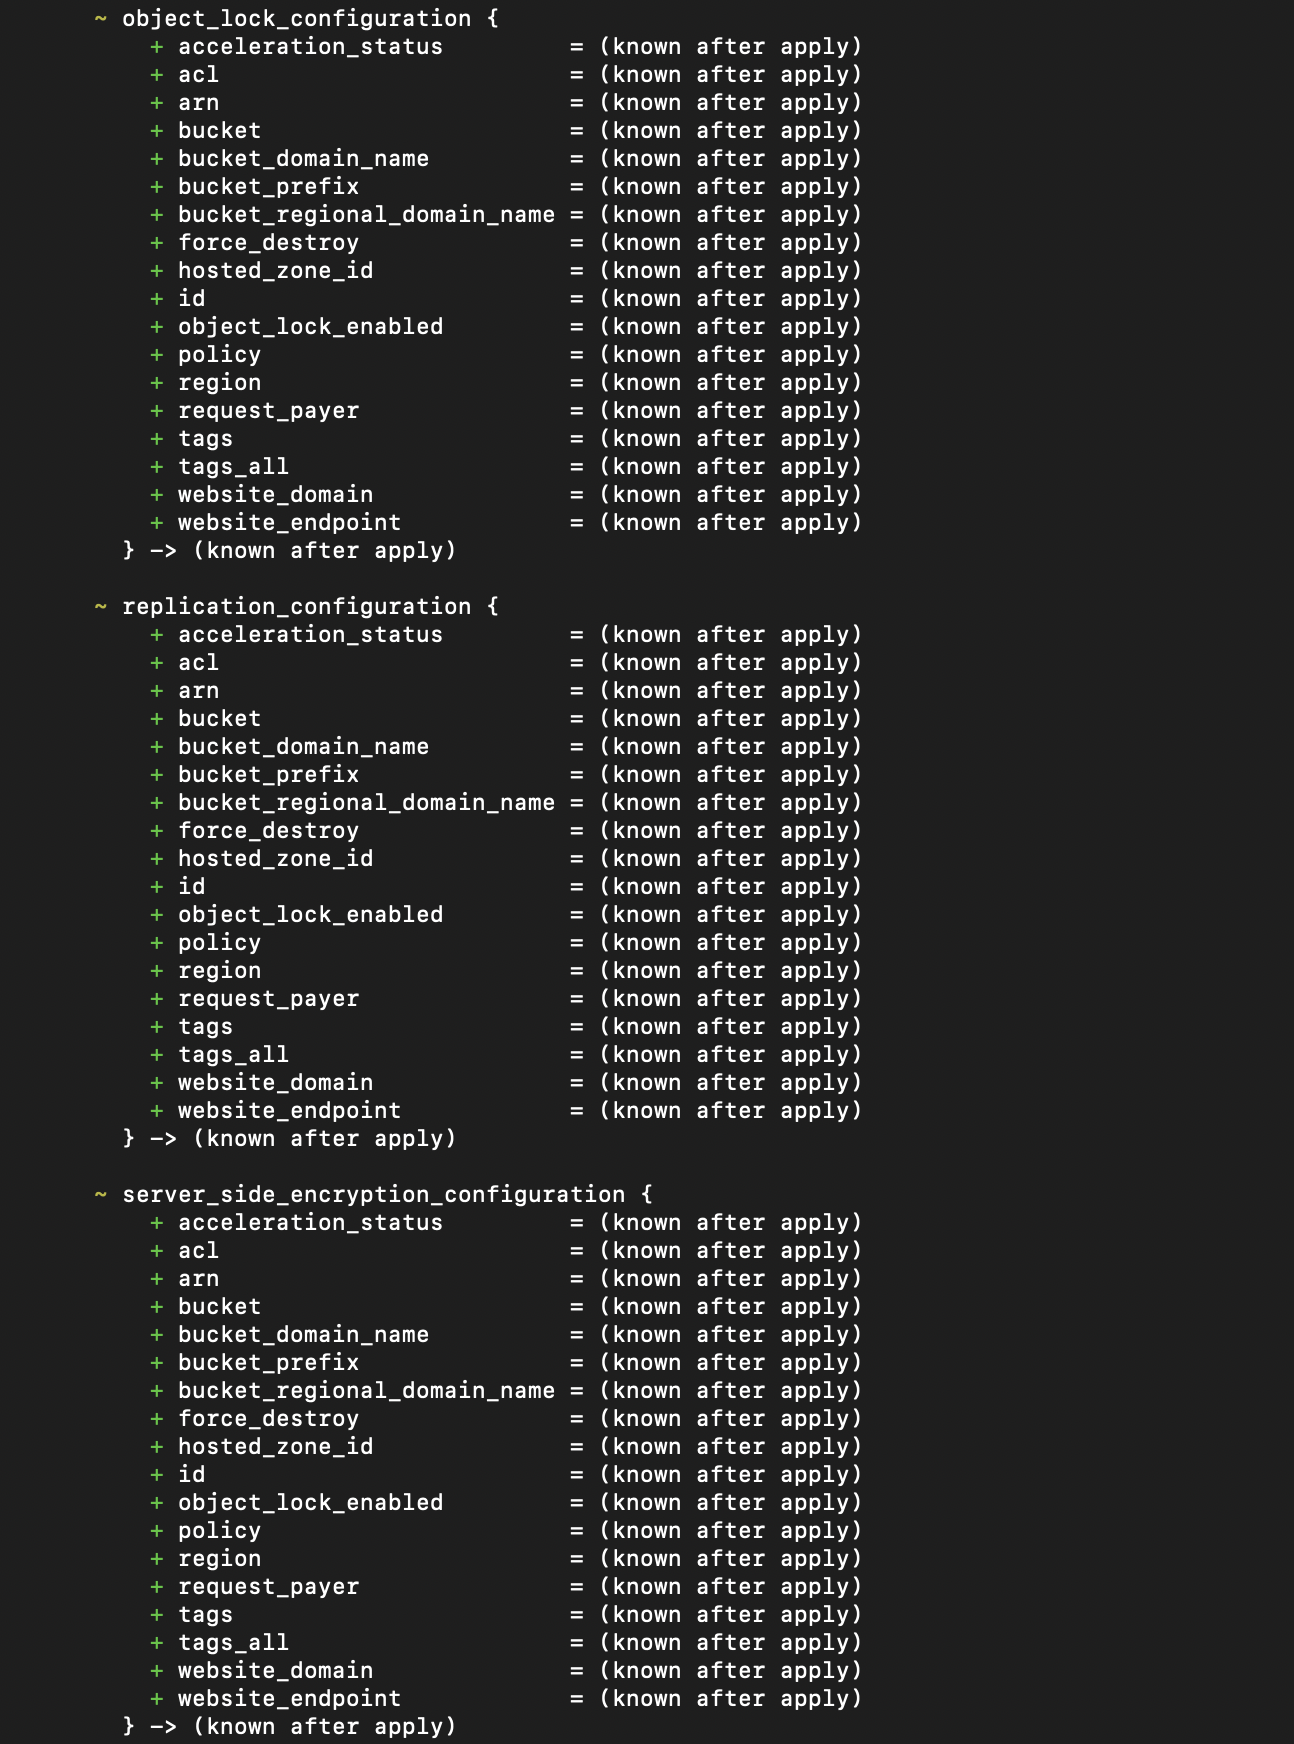 ~ object_lock_configuration {
+ acceleration_status = (known after apply)
+ acl = (known after apply)
+ arn = (known after apply)
+ bucket = (known after apply)
+ bucket_domain_name = (known after apply)
+ bucket_prefix = (known after apply)
+ bucket_regional_domain_name = (known after apply)
+ force_destroy = (known after apply)
+ hosted_zone_id = (known after apply)
+ id = (known after apply)
+ object_lock_enabled = (known after apply)
+ policy = (known after apply)
+ region = (known after apply)
+ request_payer = (known after apply)
+ tags = (known after apply)
+ tags_all = (known after apply)
+ website_domain = (known after apply)
+ website_endpoint = (known after apply)
} -> (known after apply)
~ replication_configuration {
+ acceleration_status = (known after apply)
+ acl = (known after apply)
+ arn = (known after apply)
+ bucket = (known after apply)
+ bucket_domain_name = (known after apply)
+ bucket_prefix = (known after apply)
+ bucket_regional_domain_name = (known after apply)
+ force_destroy = (known after apply)
+ hosted_zone_id = (known after apply)
+ id = (known after apply)
+ object_lock_enabled = (known after apply)
+ policy = (known after apply)
+ region = (known after apply)
+ request_payer = (known after apply)
+ tags = (known after apply)
+ tags_all = (known after apply)
+ website_domain = (known after apply)
+ website_endpoint = (known after apply)
} -> (known after apply)
~ server_side_encryption_configuration {
+ acceleration_status = (known after apply)
+ acl = (known after apply)
+ arn = (known after apply)
+ bucket = (known after apply)
+ bucket_domain_name = (known after apply)
+ bucket_prefix = (known after apply)
+ bucket_regional_domain_name = (known after apply)
+ force_destroy = (known after apply)
+ hosted_zone_id = (known after apply)
+ id = (known after apply)
+ object_lock_enabled = (known after apply)
+ policy = (known after apply)
+ region = (known after apply)
+ request_payer = (known after apply)
+ tags = (known after apply)
+ tags_all = (known after apply)
+ website_domain = (known after apply)
+ website_endpoint = (known after apply)
} -> (known after apply)